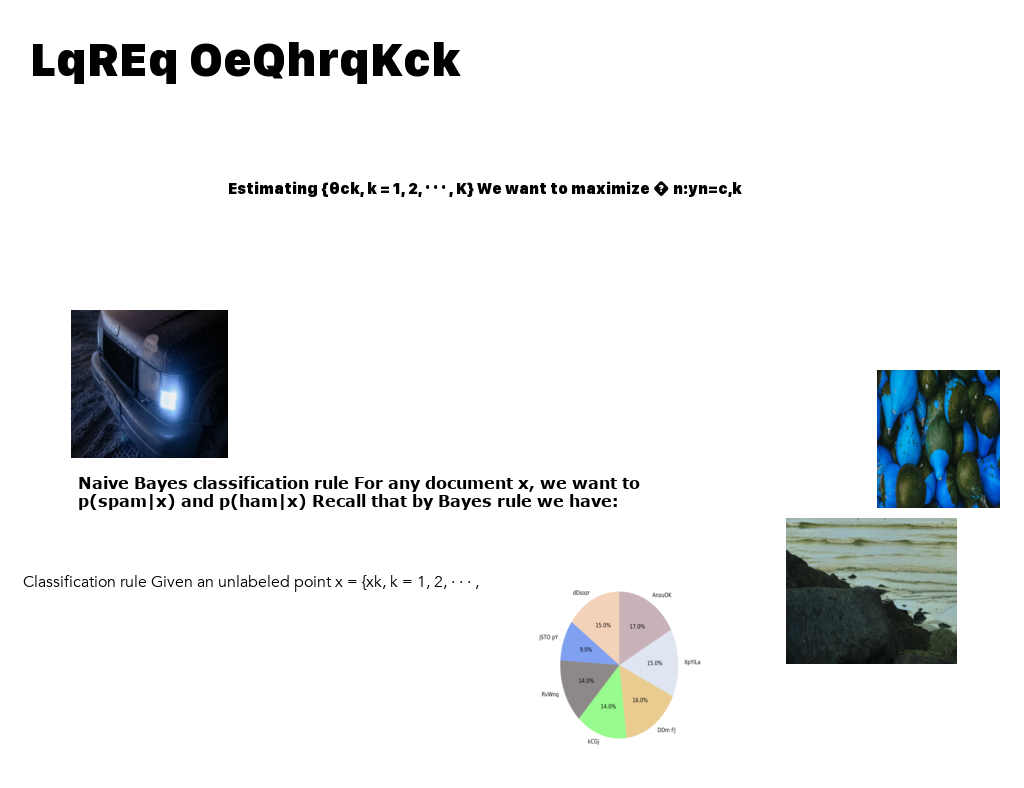 LqREq OeQhrqKck
Estimating {θck, k = 1, 2, · · · , K} We want to maximize � n:yn=c,k
Naive Bayes classification rule For any document x, we want to
p(spam|x) and p(ham|x) Recall that by Bayes rule we have:
Classification rule Given an unlabeled point x = {xk, k = 1, 2, · · · ,
dDsozr
AnzuOK
15.0%
17.0%
JSTO pY
9.0%
15.0%
XpYlLa
14.0%
RvWnq
16.0%
14.0%
DDm FJ
kCGj